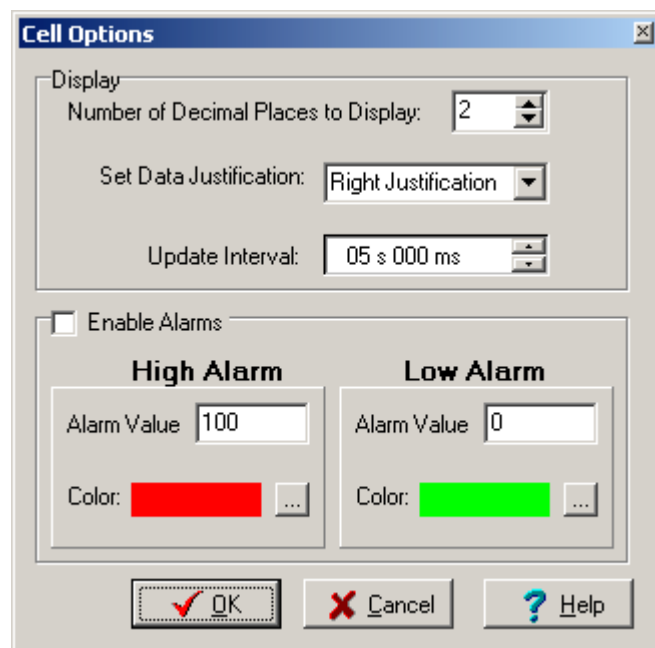 Cell Options
Display
Number of Decimal Places to Display: 2
Set Data Justification: Right Justification
Update Interval: 05 s 000 ms
Enable Alarms
High Alarm
Low Alarm
Alarm Value 100
Alarm Value 0
Color: ...
Color: ...
OK
Cancel
Help